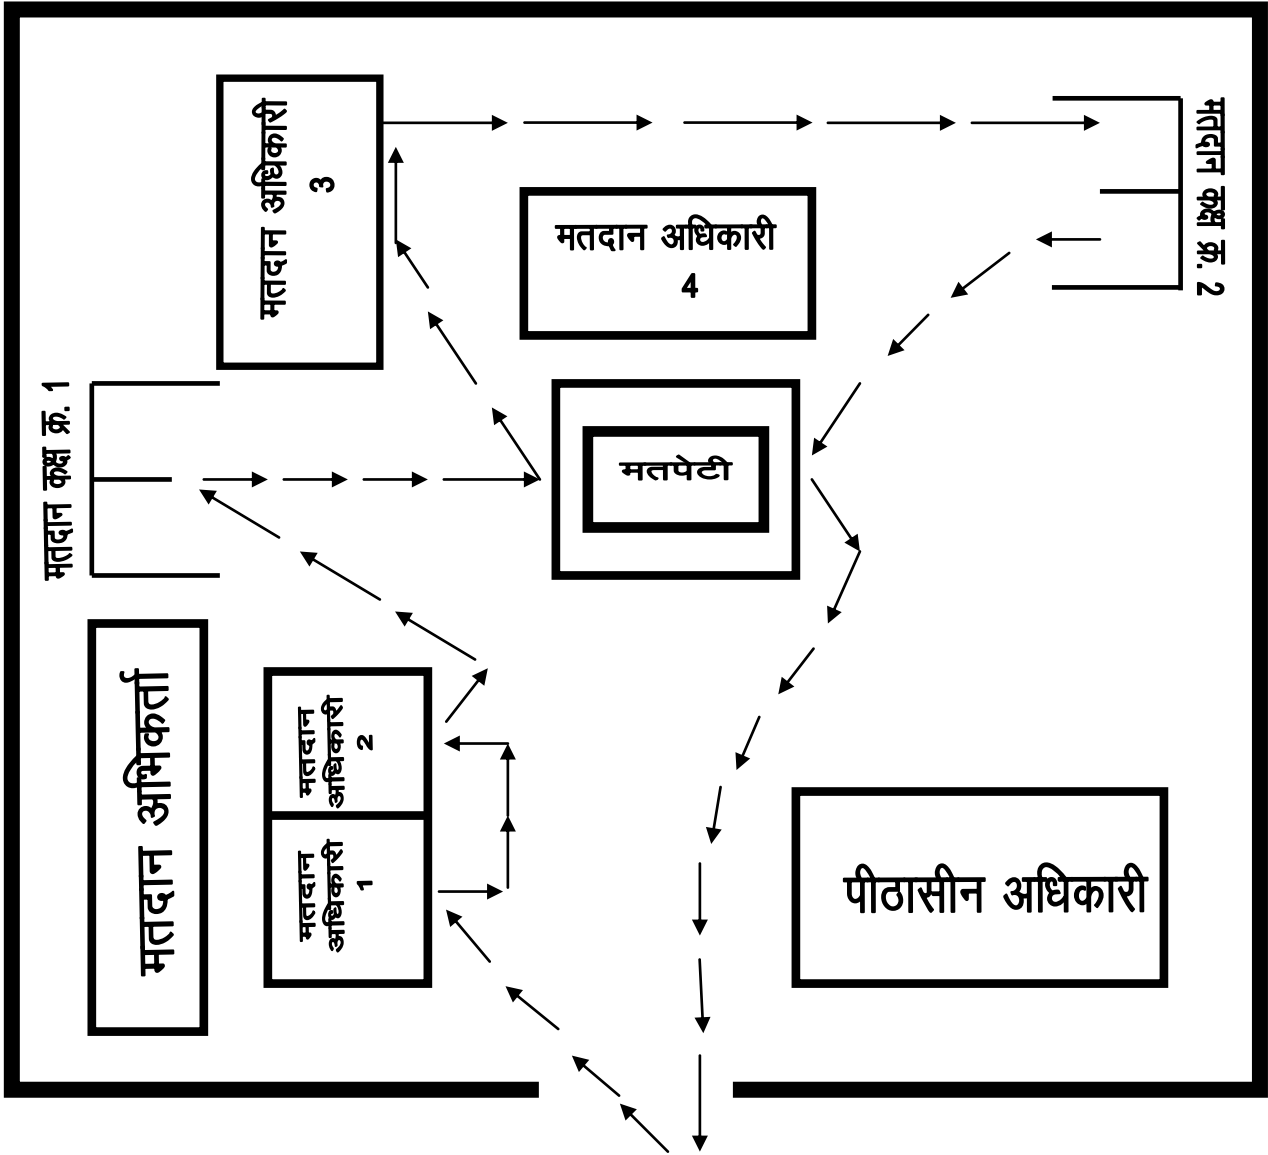 मतदान अधिकारी
3
मतदान अधिकारी
4
मतदान कक्ष क्र. 2
मतदान कक्ष क्र. 1
मतपेटी
मतदान अभिकर्ता
मतदान
अधिकारी
2
मतदान
अधिकारी
1
पीठासीन अधिकारी